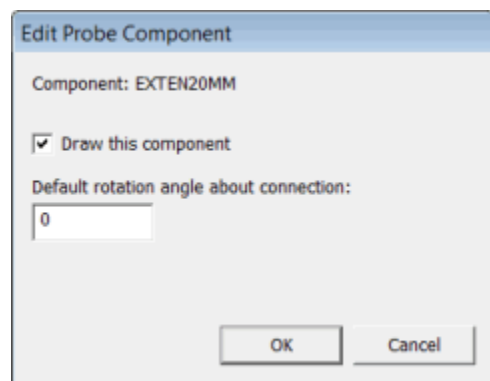 Edit Probe Component
Component: EXTEN20MM
Draw this component
Default rotation angle about connection:
0
OK Cancel